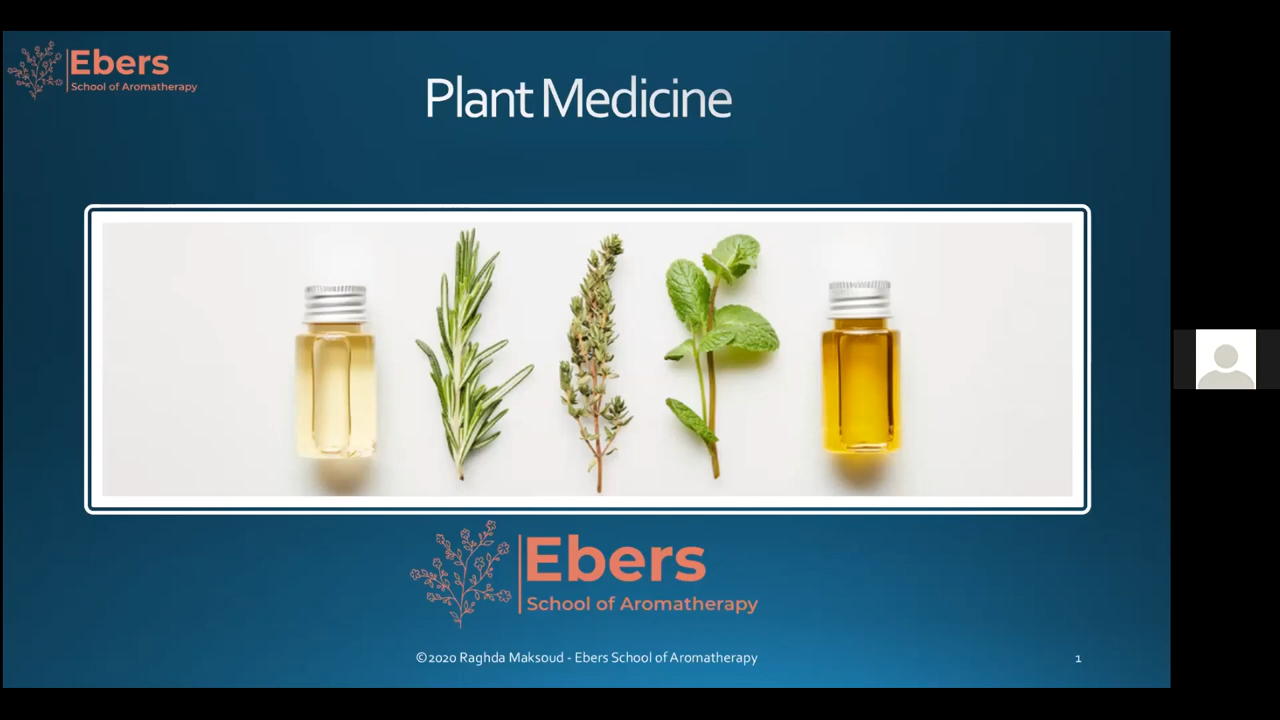 Ebers
School of Aromatherapy
Plant Medicine
Ebers
School of Aromatherapy
©2020 Raghda Maksoud - Ebers School of Aromatherapy
1